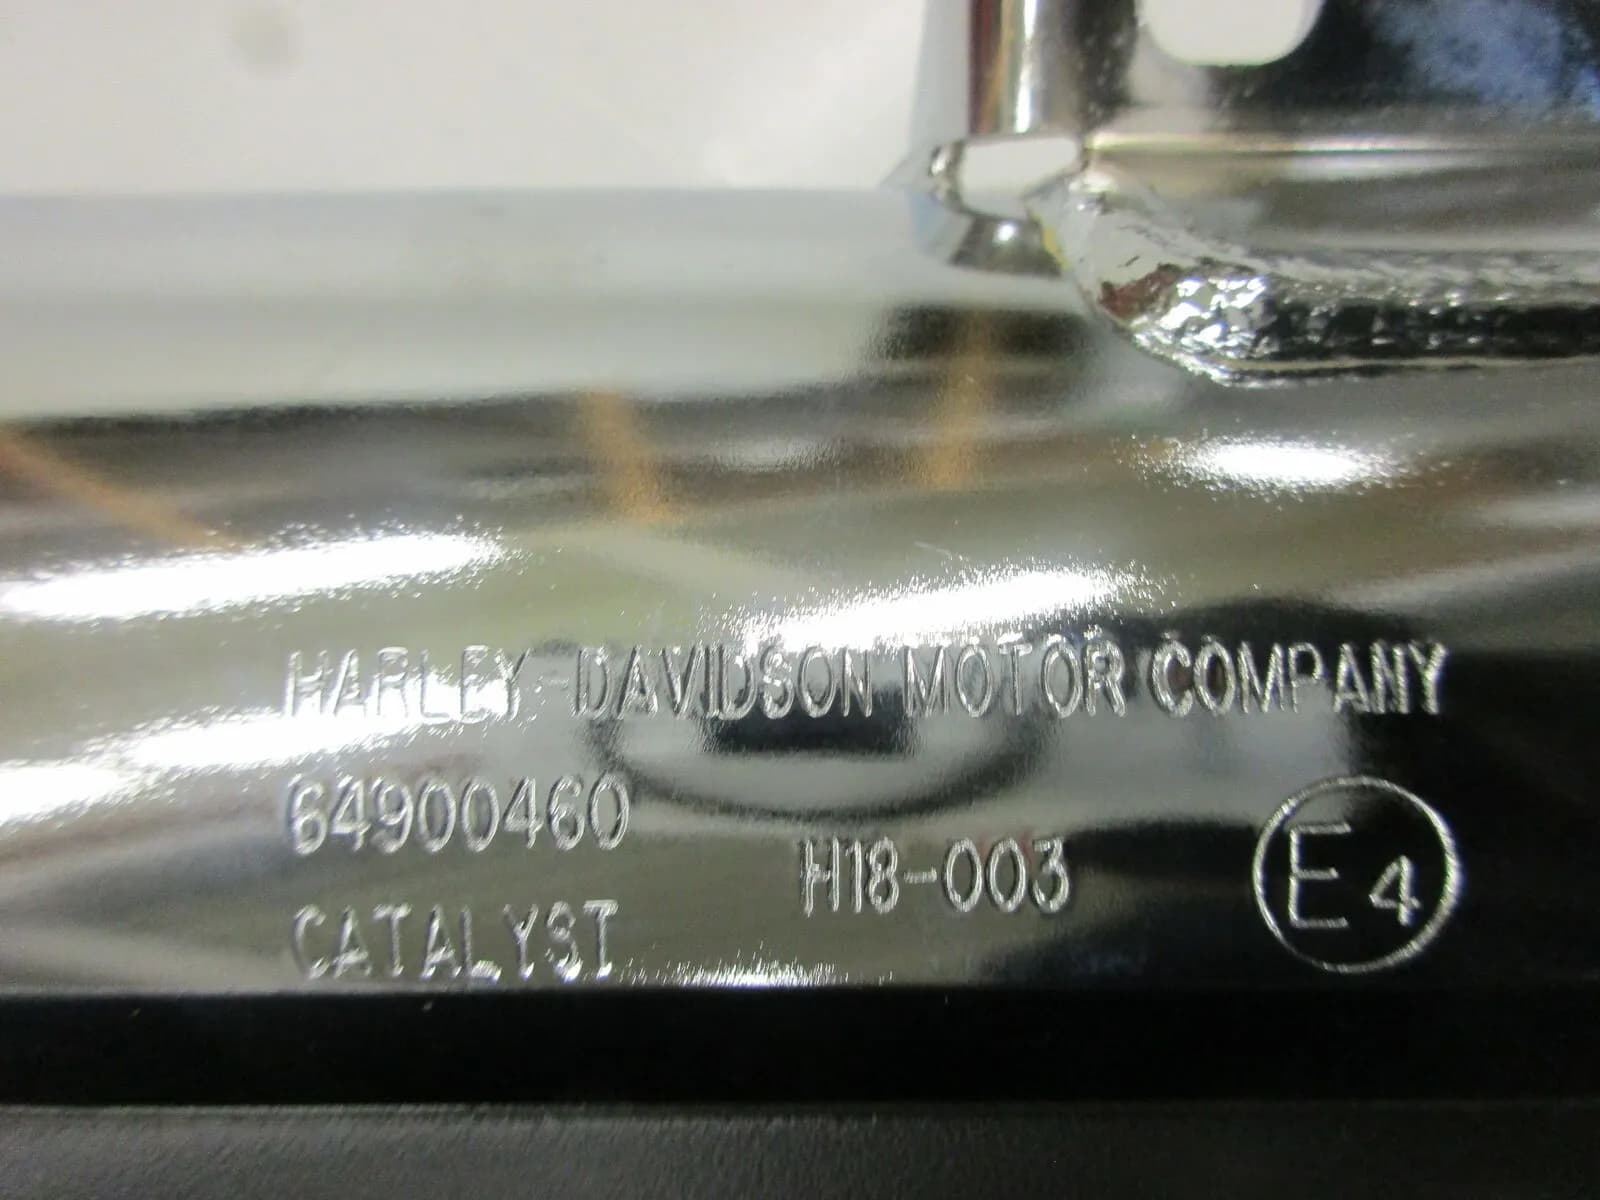 HARLEY-DAVIDSON MOTOR COMPANY
64900460
H18-003
E4
CATALYST